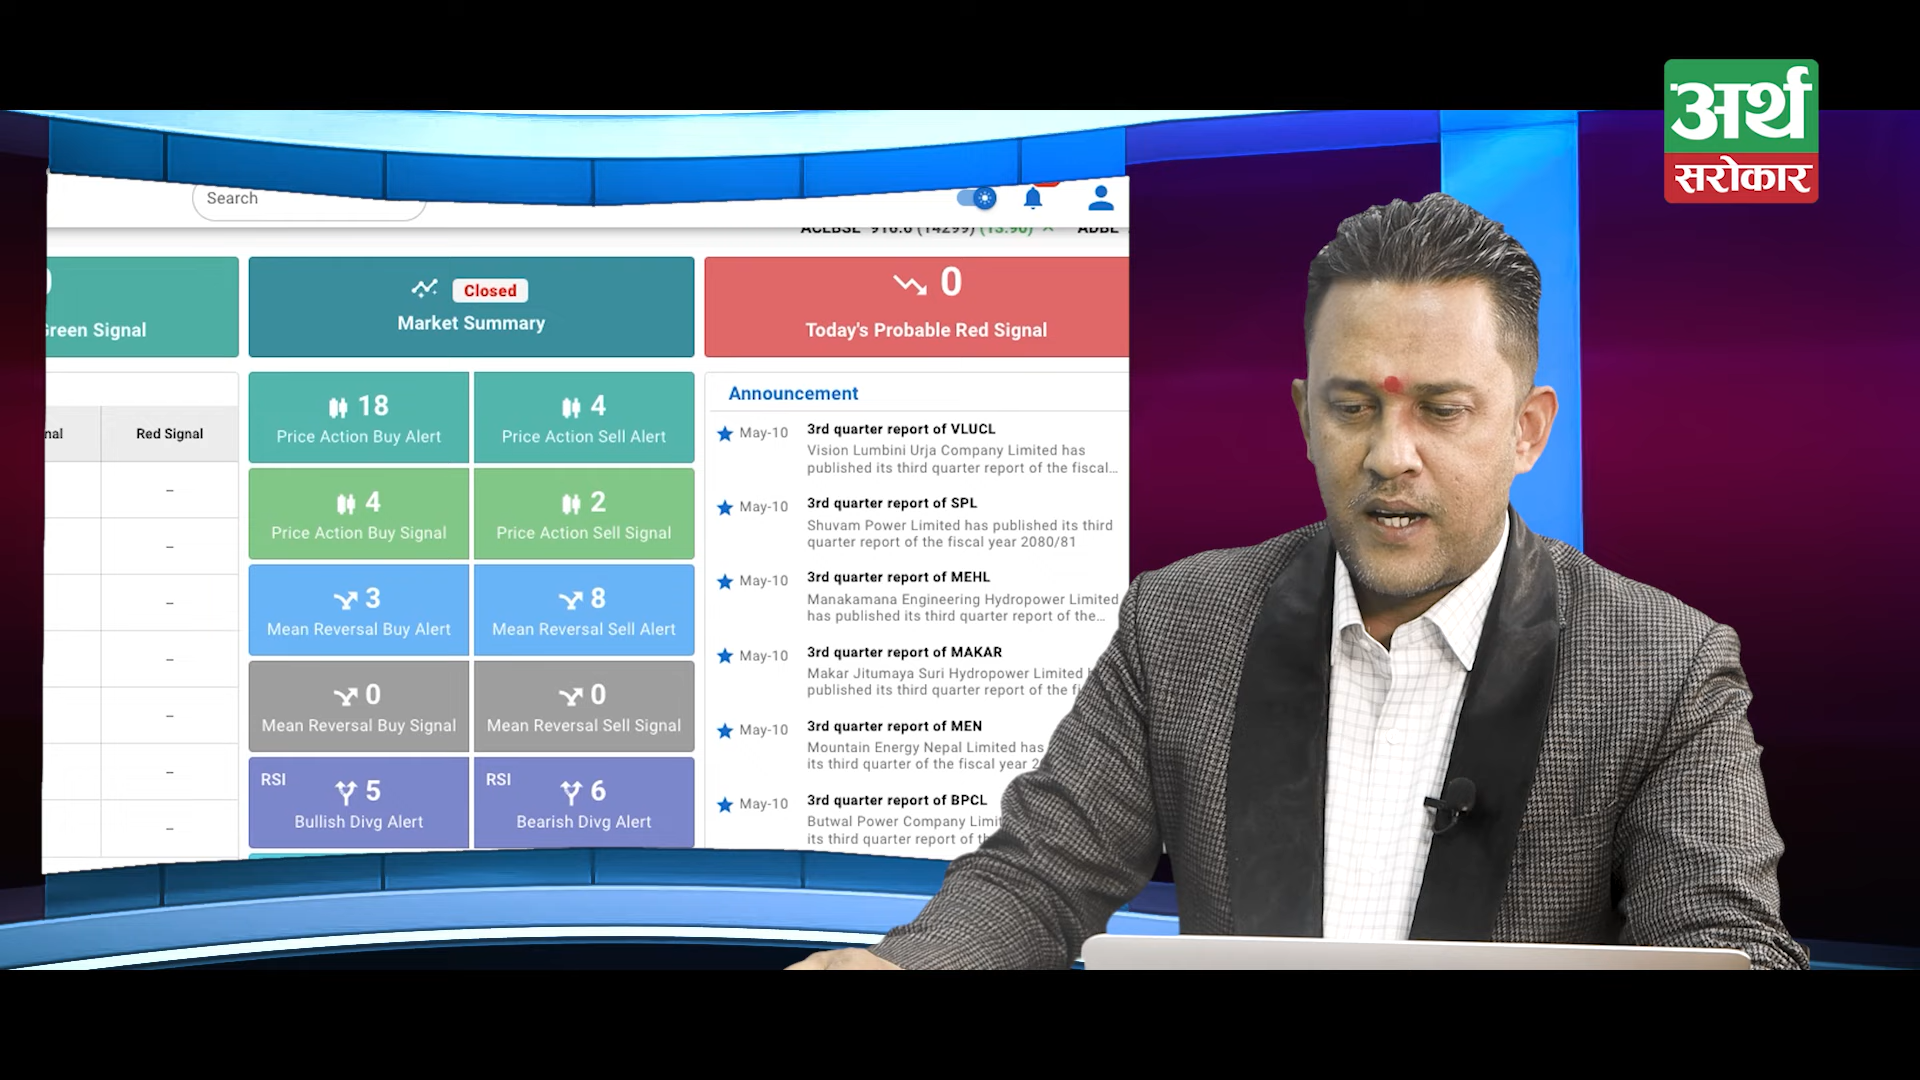 अर्थ
सरोकार
Search
ACLBSL 916.6 (14299) (13.90) ADBL
Green Signal
Closed
Market Summary
0
Today's Probable Red Signal
Red Signal
18
Price Action Buy Alert
4
Price Action Sell Alert
4
Price Action Buy Signal
2
Price Action Sell Signal
3
Mean Reversal Buy Alert
8
Mean Reversal Sell Alert
0
Mean Reversal Buy Signal
0
Mean Reversal Sell Signal
RSI
5
Bullish Divg Alert
RSI
6
Bearish Divg Alert
Announcement
May-10 3rd quarter report of VLUCL
Vision Lumbini Urja Company Limited has
published its third quarter report of the fiscal...
May-10 3rd quarter report of SPL
Shuvam Power Limited has published its third
quarter report of the fiscal year 2080/81
May-10 3rd quarter report of MEHL
Manakamana Engineering Hydropower Limited
has published its third quarter report of the...
May-10 3rd quarter report of MAKAR
Makar Jitumaya Suri Hydropower Limited
published its third quarter report of the
May-10 3rd quarter report of MEN
Mountain Energy Nepal Limited has
its third quarter of the fiscal year
May-10 3rd quarter report of BPCL
Butwal Power Company
its third quarter report of